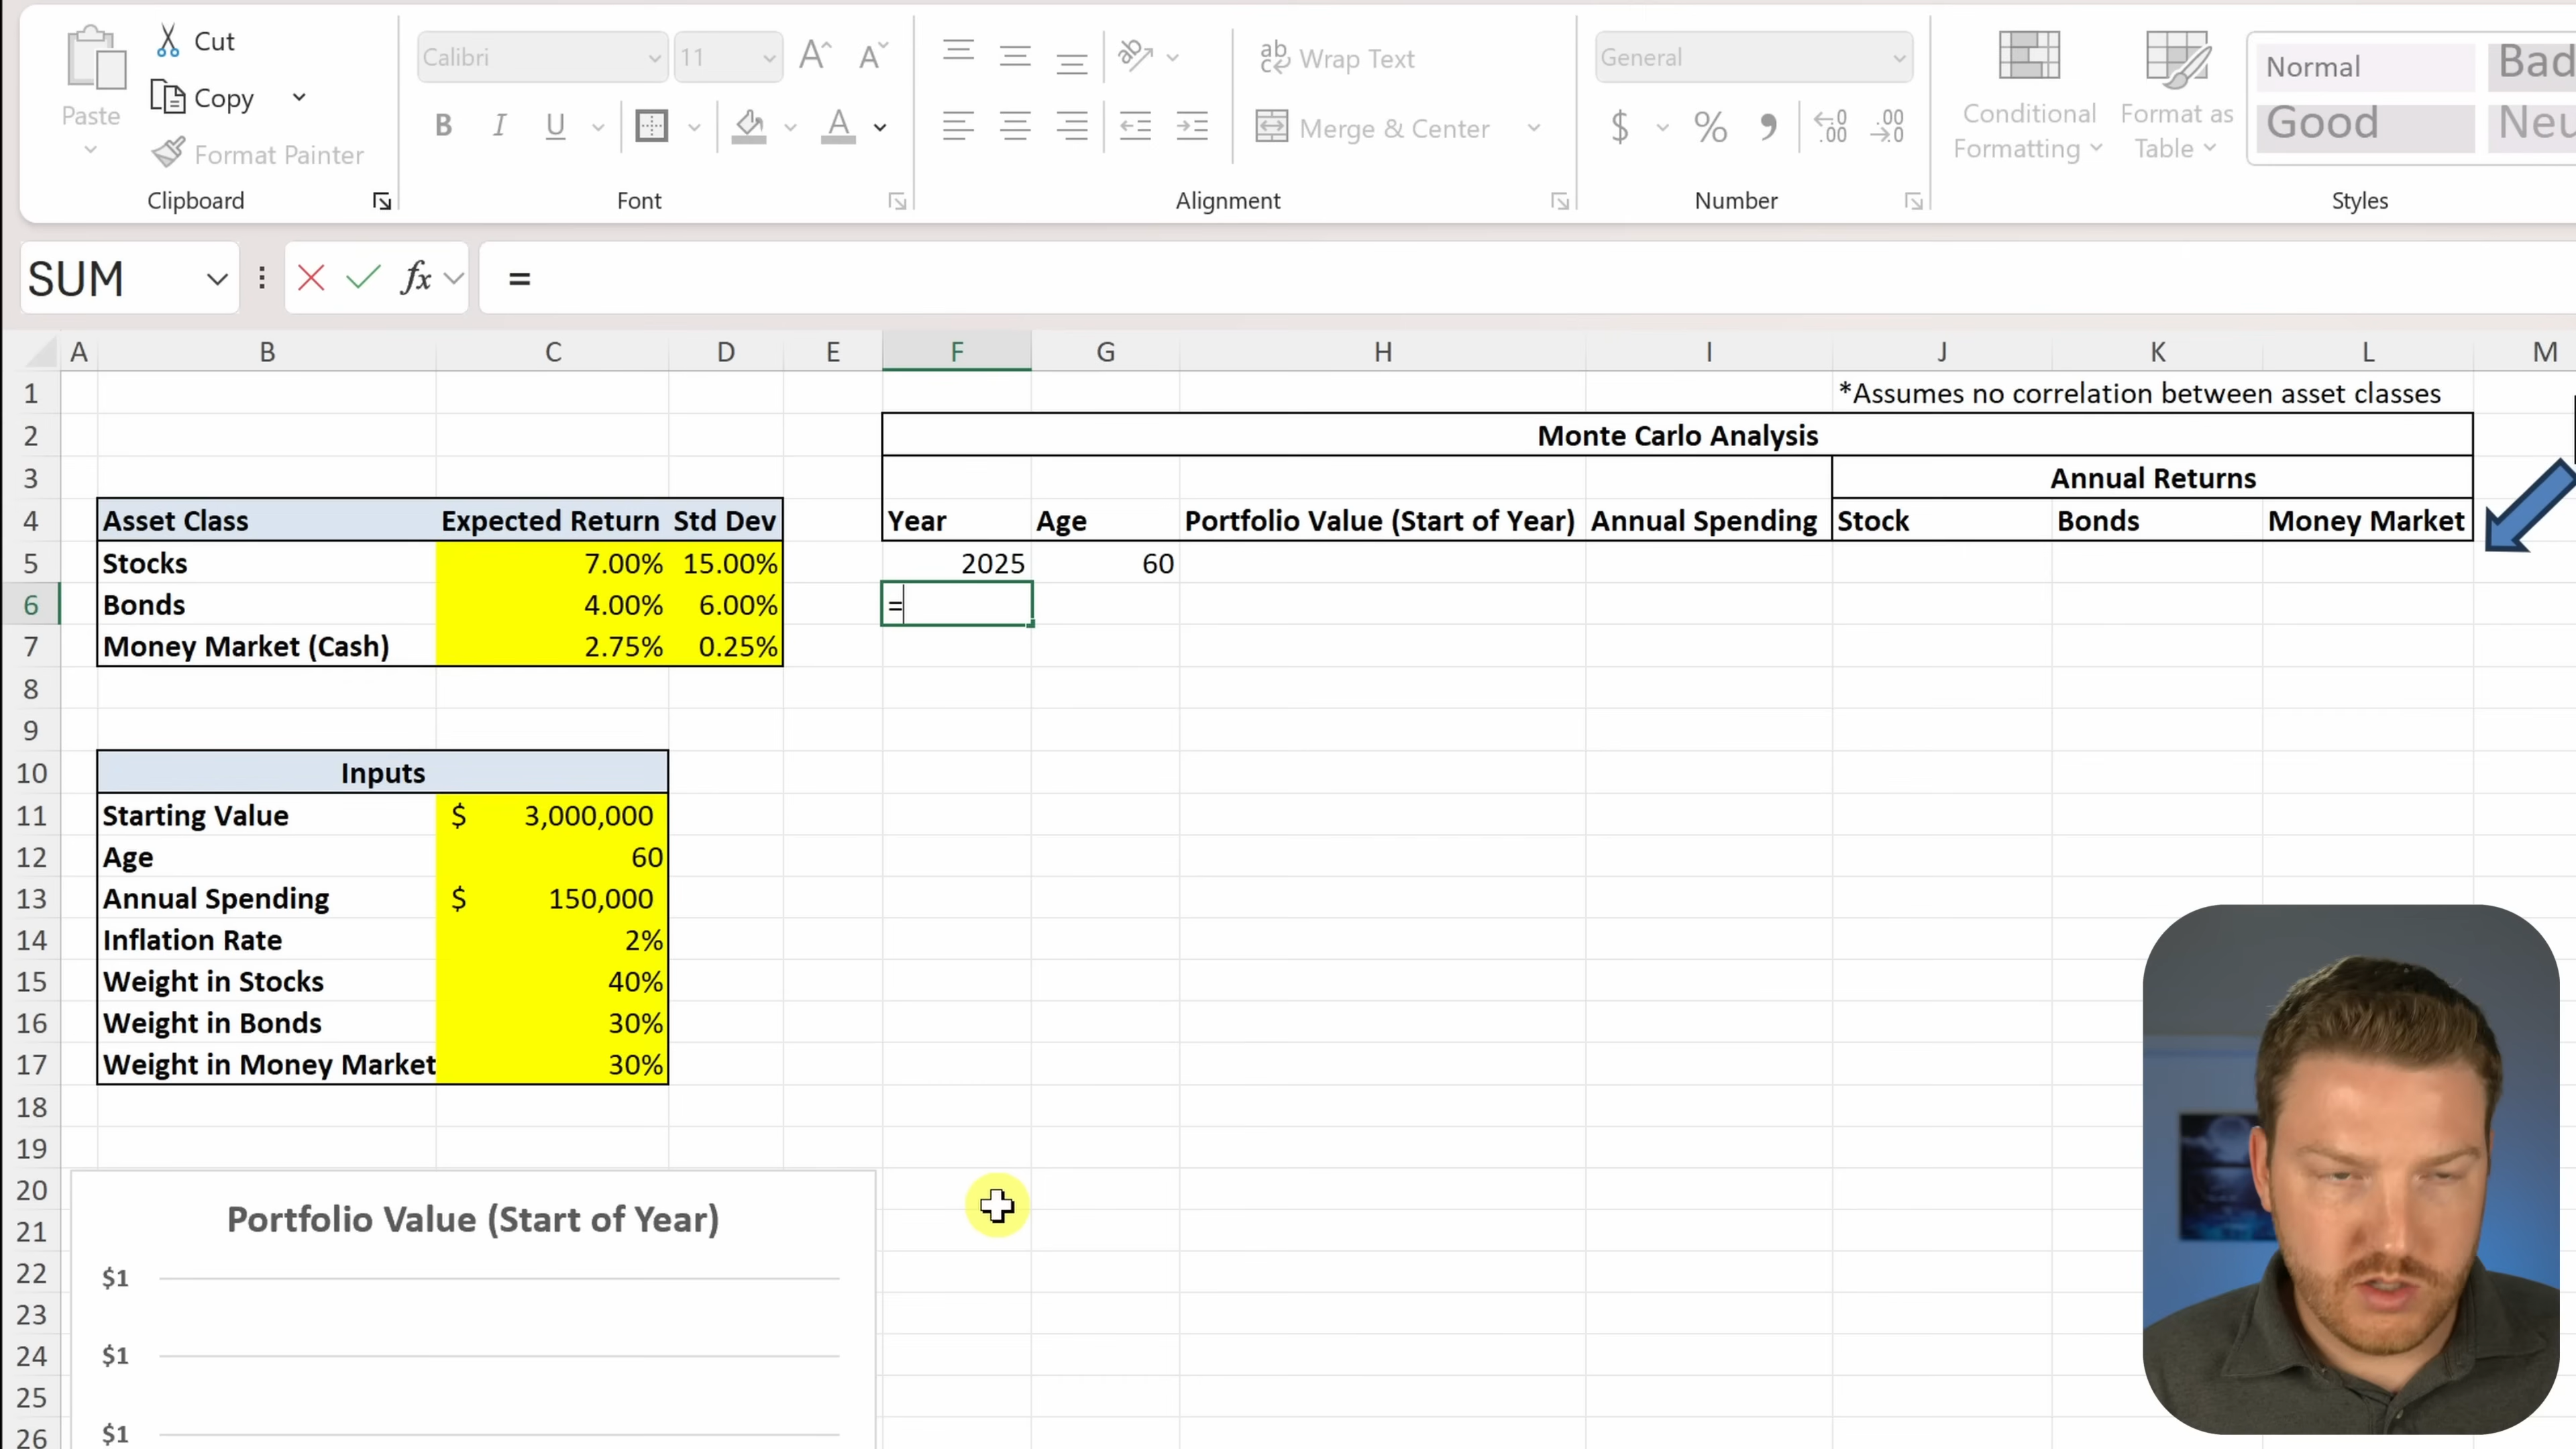 Cut
Copy
Paste
Format Painter
Clipboard
Calibri
11
B I U
Font
Wrap Text
Merge & Center
Alignment
General
$ % ,
Number
Conditional
Formatting
Format as
Table
Normal
Bad
Good
Styles
SUM
fx
=
A B C D E F G H I J K L M
1 *Assumes no correlation between asset classes
2 Monte Carlo Analysis
3 Annual Returns
4 Asset Class Expected Return Std Dev Year Age Portfolio Value (Start of Year) Annual Spending Stock Bonds Money Market
5 Stocks 7.00% 15.00% 2025 60
6 Bonds 4.00% 6.00% =
7 Money Market (Cash) 2.75% 0.25%
8
9
10 Inputs
11 Starting Value $ 3,000,000
12 Age 60
13 Annual Spending $ 150,000
14 Inflation Rate 2%
15 Weight in Stocks 40%
16 Weight in Bonds 30%
17 Weight in Money Market 30%
18
19
20
21
22
23
24
25
26
Portfolio Value (Start of Year)
$1
$1
$1